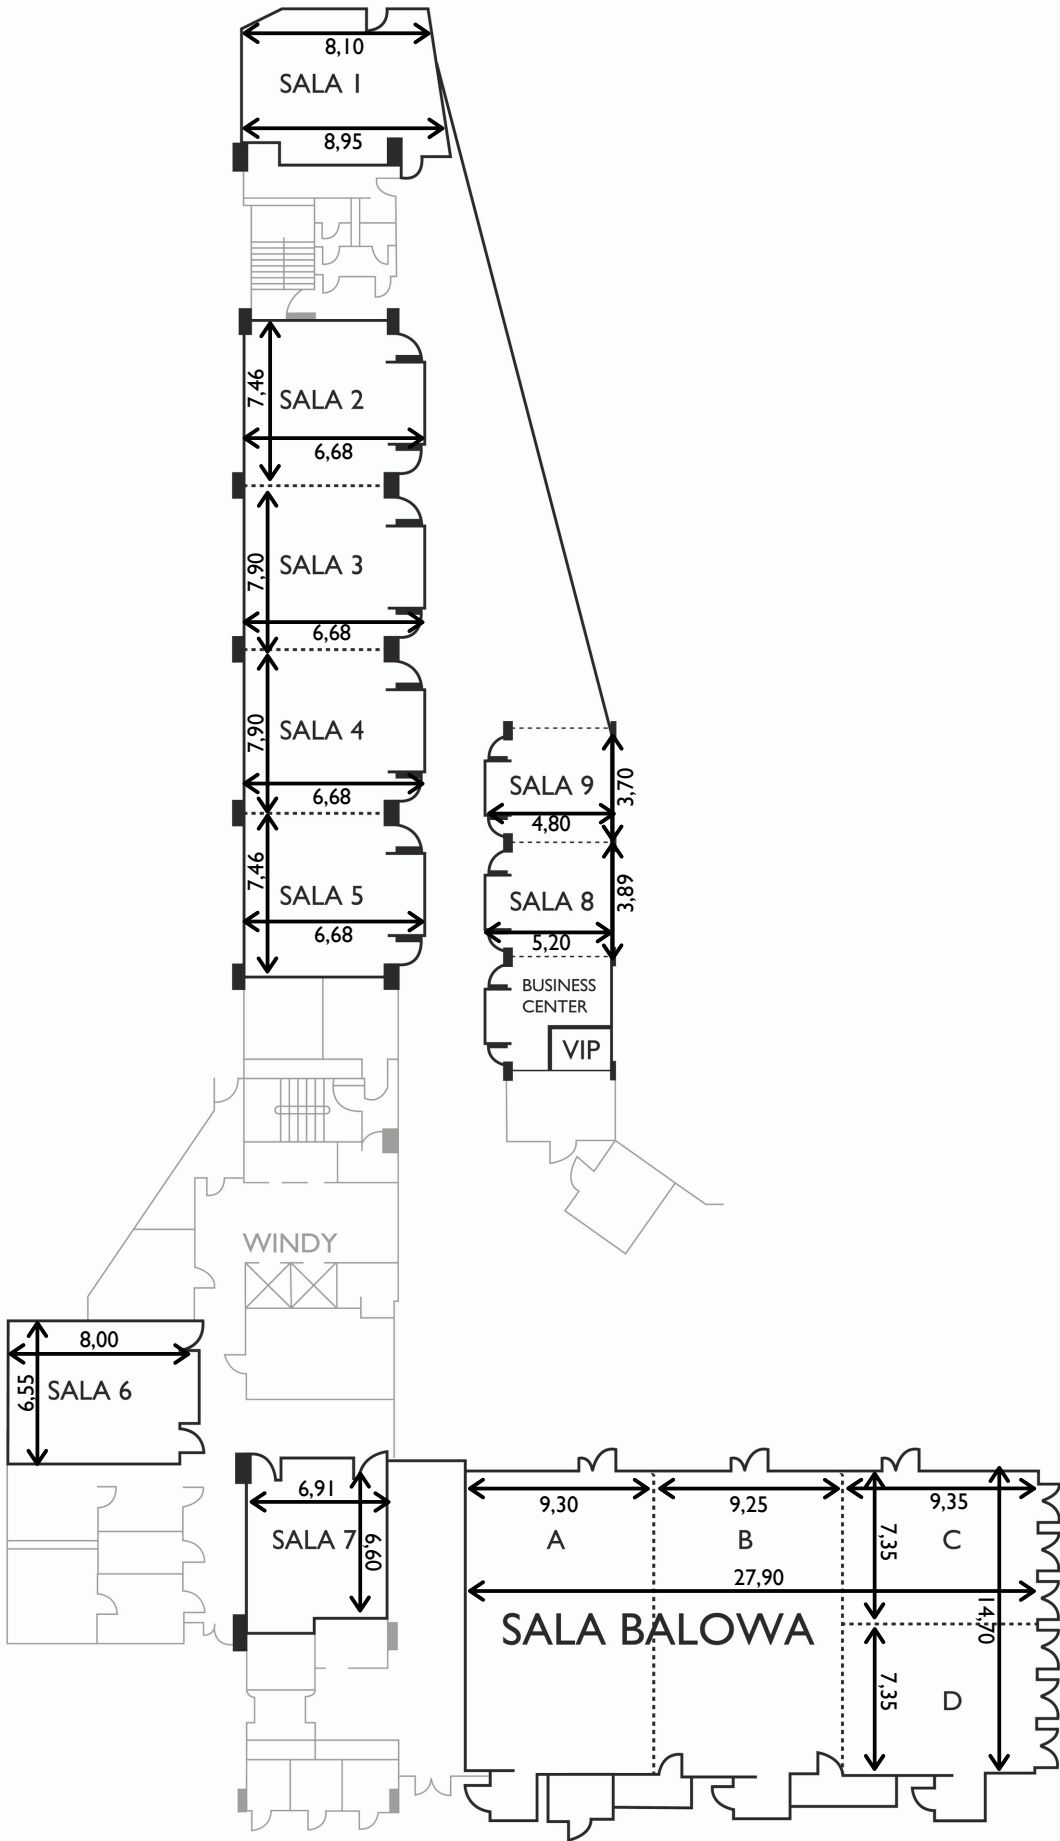 8,10
SALA 1
8,95
7,46
SALA 2
6,68
7,90
SALA 3
6,68
7,90
SALA 4
6,68
7,46
SALA 5
6,68
SALA 9
3,70
4,80
SALA 8
3,89
5,20
BUSINESS
CENTER
VIP
WINDY
8,00
6,55
SALA 6
6,91
SALA 7
6,60
9,30
9,25
9,35
A
B
7,35
C
27,90
14,70
SALA BALOWA
7,35
D